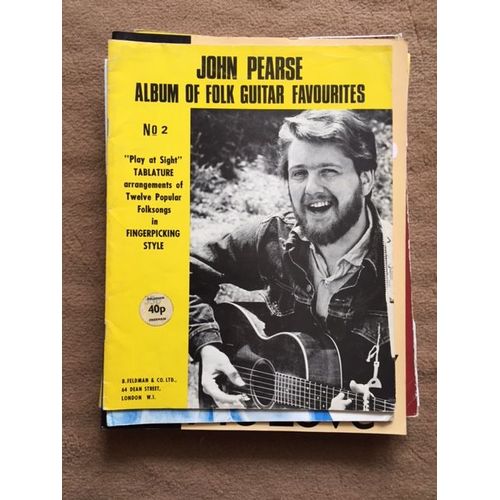 JOHN PEARSE
ALBUM OF FOLK GUITAR FAVOURITES
No 2
"Play at Sight"
TABLATURE
arrangements of
Twelve Popular
Folksongs
in
FINGERPICKING
STYLE
40p
B. FELDMAN & CO. LTD.,
64 DEAN STREET,
LONDON W.1.